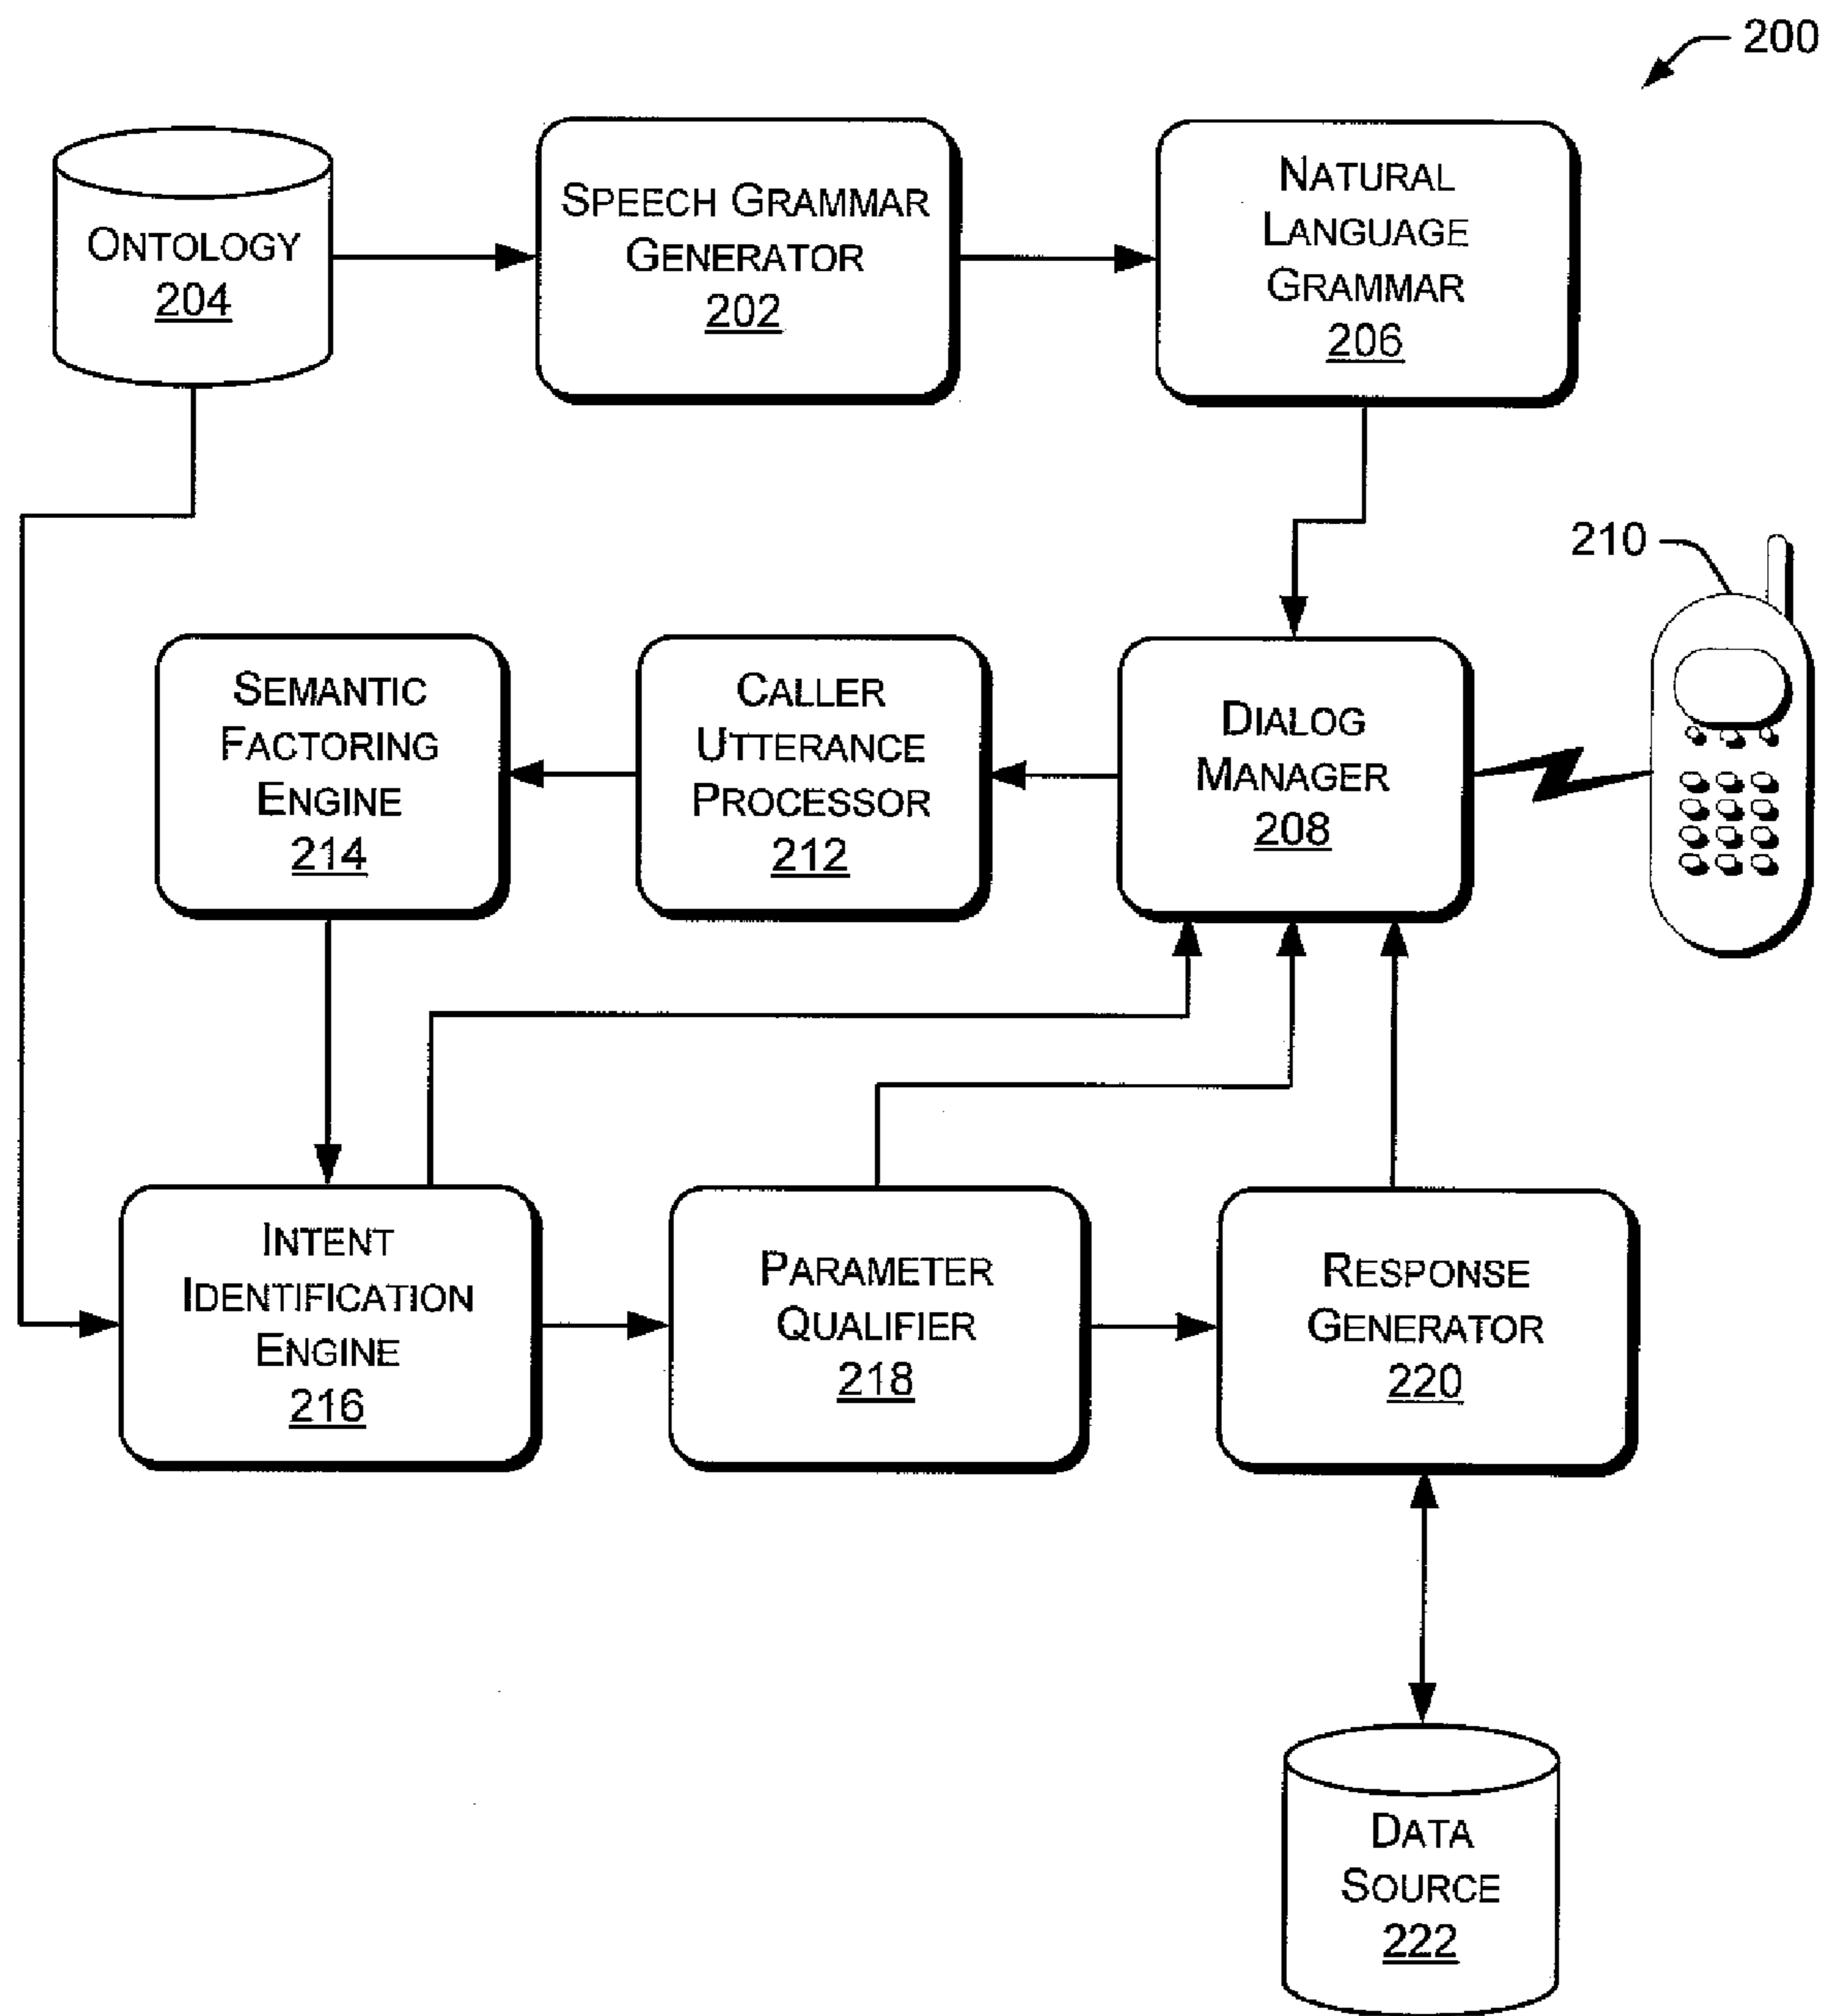 200
ONTOLOGY
204
SPEECH GRAMMAR
GENERATOR
202
NATURAL
LANGUAGE
GRAMMAR
206
210
SEMANTIC
FACTORING
ENGINE
214
CALLER
UTTERANCE
PROCESSOR
212
DIALOG
MANAGER
208
INTENT
IDENTIFICATION
ENGINE
216
PARAMETER
QUALIFIER
218
RESPONSE
GENERATOR
220
DATA
SOURCE
222